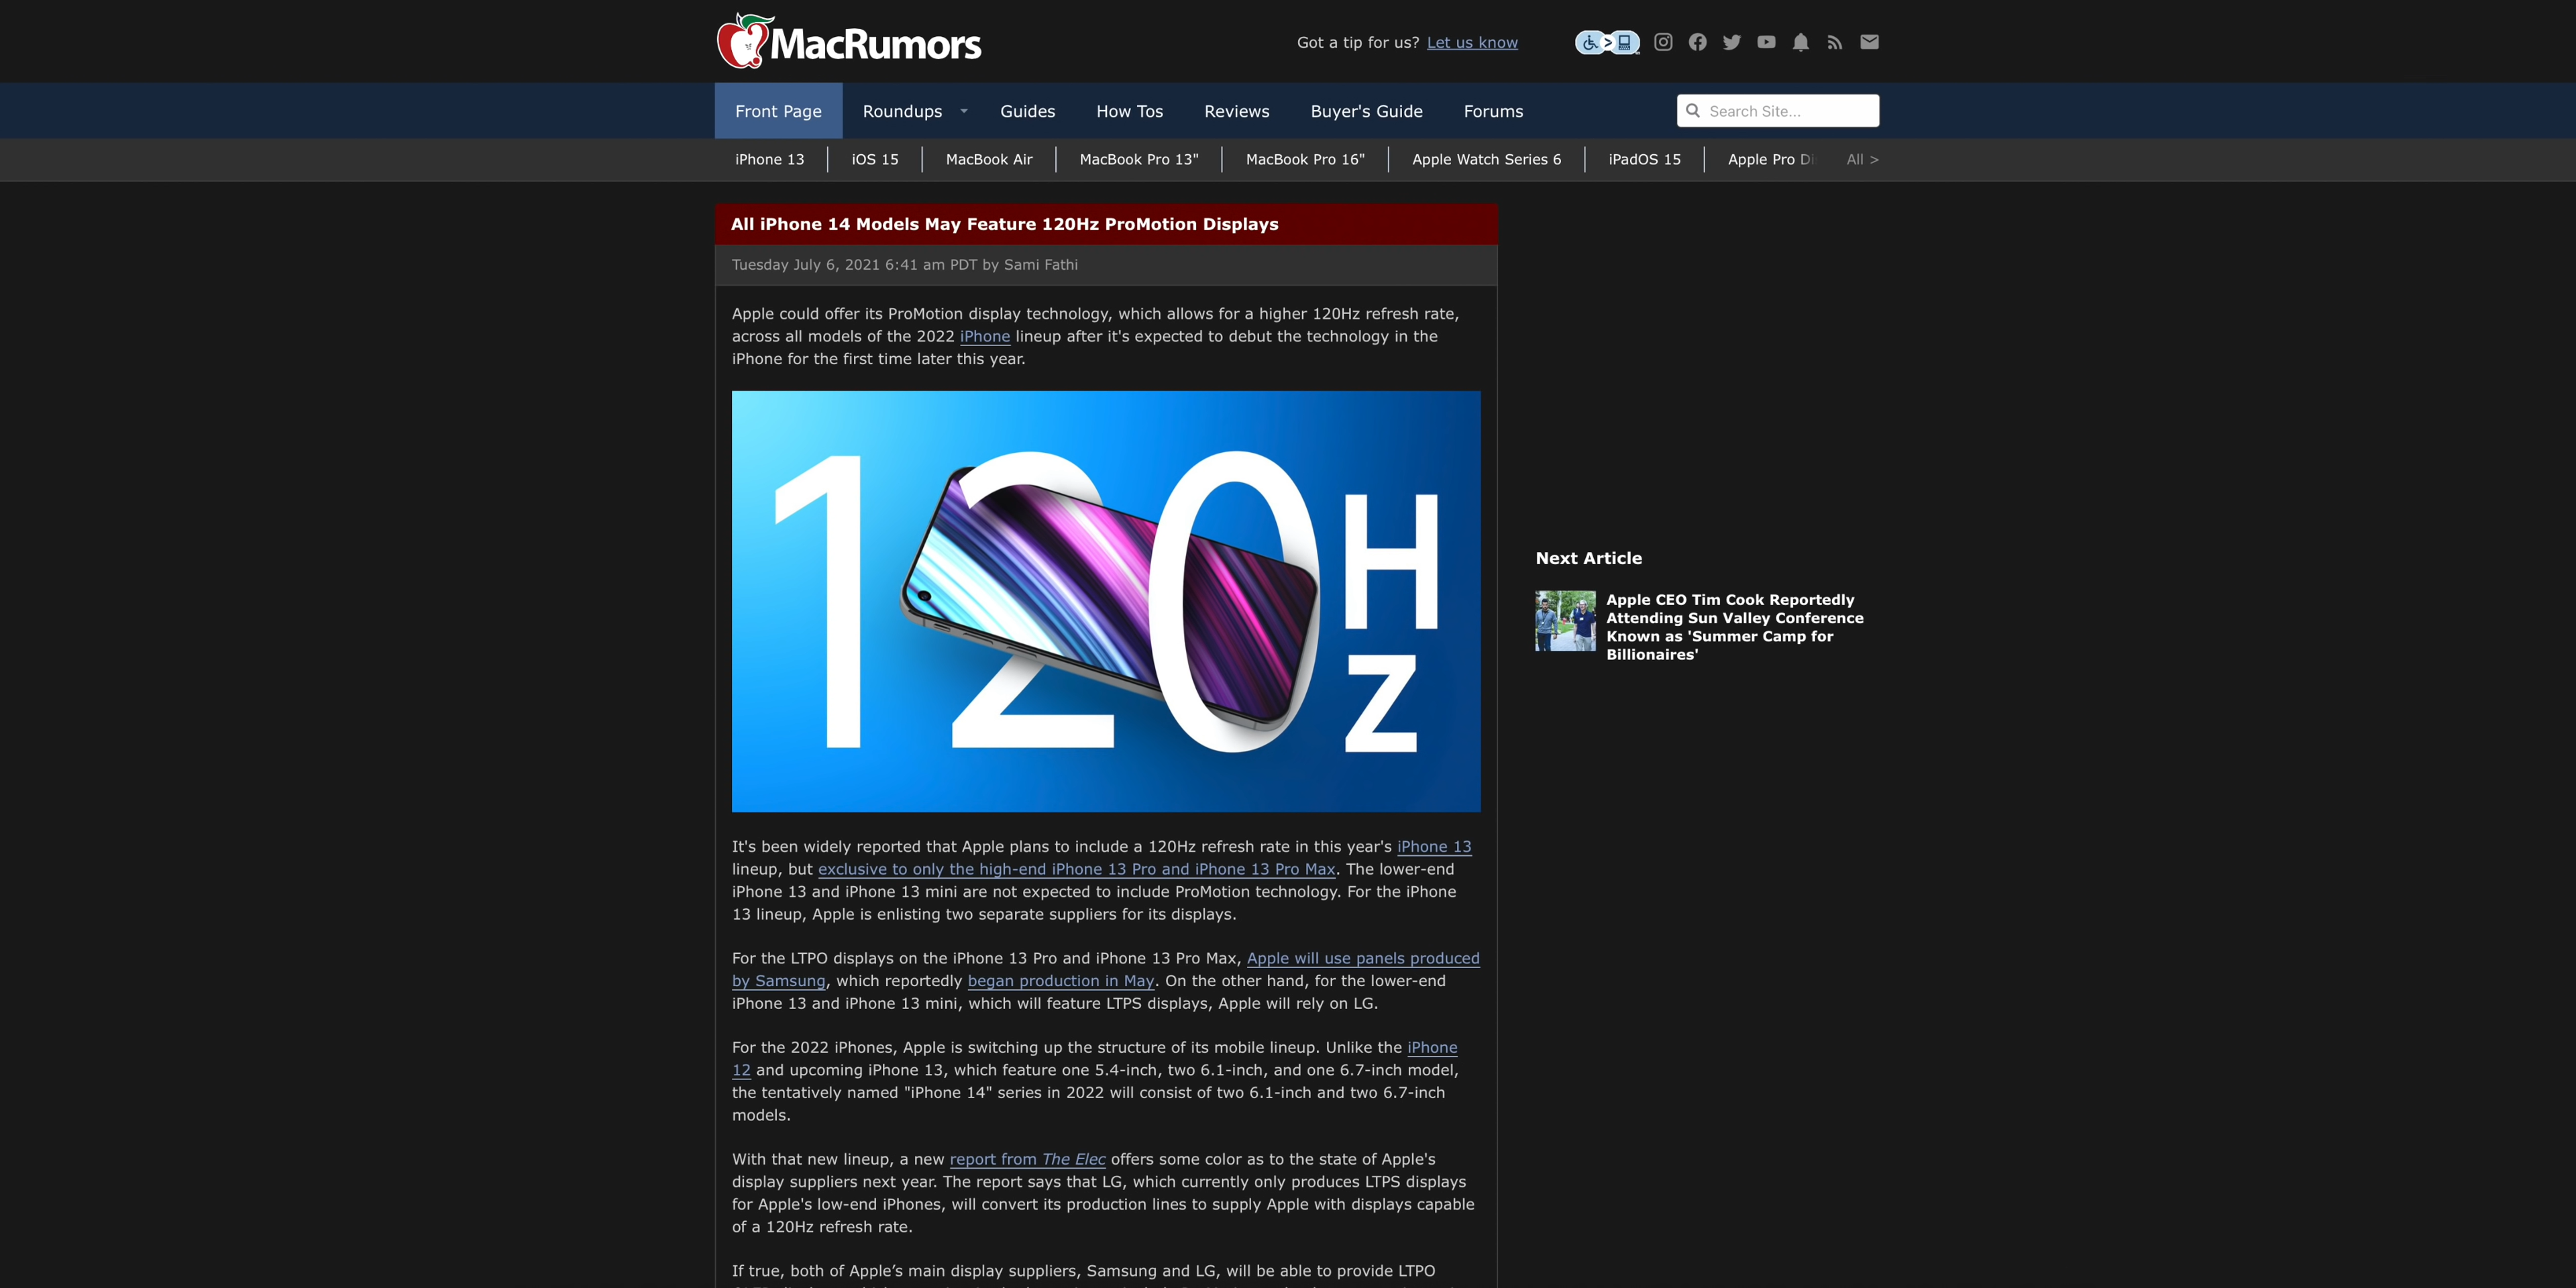 MacRumors
Got a tip for us? Let us know
Front Page
Roundups
Guides
How Tos
Reviews
Buyer's Guide
Forums
Search Site...
iPhone 13
iOS 15
MacBook Air
MacBook Pro 13"
MacBook Pro 16"
Apple Watch Series 6
iPadOS 15
Apple Pro Di
All >
All iPhone 14 Models May Feature 120Hz ProMotion Displays
Tuesday July 6, 2021 6:41 am PDT by Sami Fathi
Apple could offer its ProMotion display technology, which allows for a higher 120Hz refresh rate,
across all models of the 2022 iPhone lineup after it's expected to debut the technology in the
iPhone for the first time later this year.
120Hz
Next Article
Apple CEO Tim Cook Reportedly
Attending Sun Valley Conference
Known as 'Summer Camp for
Billionaires'
It's been widely reported that Apple plans to include a 120Hz refresh rate in this year's iPhone 13
lineup, but exclusive to only the high-end iPhone 13 Pro and iPhone 13 Pro Max. The lower-end
iPhone 13 and iPhone 13 mini are not expected to include ProMotion technology. For the iPhone
13 lineup, Apple is enlisting two separate suppliers for its displays.
For the LTPO displays on the iPhone 13 Pro and iPhone 13 Pro Max, Apple will use panels produced
by Samsung, which reportedly began production in May. On the other hand, for the lower-end
iPhone 13 and iPhone 13 mini, which will feature LTPS displays, Apple will rely on LG.
For the 2022 iPhones, Apple is switching up the structure of its mobile lineup. Unlike the iPhone
12 and upcoming iPhone 13, which feature one 5.4-inch, two 6.1-inch, and one 6.7-inch model,
the tentatively named "iPhone 14" series in 2022 will consist of two 6.1-inch and two 6.7-inch
models.
With that new lineup, a new report from The Elec offers some color as to the state of Apple's
display suppliers next year. The report says that LG, which currently only produces LTPS displays
for Apple's low-end iPhones, will convert its production lines to supply Apple with displays capable
of a 120Hz refresh rate.
If true, both of Apple’s main display suppliers, Samsung and LG, will be able to provide LTPO